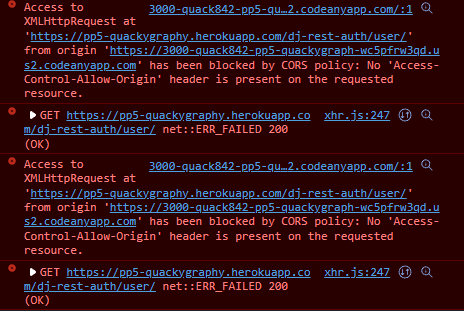 Access to 3000-quack842-pp5-qu…2.codeanyapp.com/:1
XMLHttpRequest at
'https://pp5-quackygraphy.herokuapp.com/dj-rest-auth/user/'
from origin 'https://3000-quack842-pp5-quackygraph-wc5pfrw3qd.u
s2.codeanyapp.com' has been blocked by CORS policy: No 'Access-
Control-Allow-Origin' header is present on the requested
resource.
GET https://pp5-quackygraphy.herokuapp.co xhr.js:247
m/dj-rest-auth/user/ net::ERR_FAILED 200
(OK)
Access to 3000-quack842-pp5-qu…2.codeanyapp.com/:1
XMLHttpRequest at
'https://pp5-quackygraphy.herokuapp.com/dj-rest-auth/user/'
from origin 'https://3000-quack842-pp5-quackygraph-wc5pfrw3qd.u
s2.codeanyapp.com' has been blocked by CORS policy: No 'Access-
Control-Allow-Origin' header is present on the requested
resource.
GET https://pp5-quackygraphy.herokuapp.co xhr.js:247
m/dj-rest-auth/user/ net::ERR_FAILED 200
(OK)